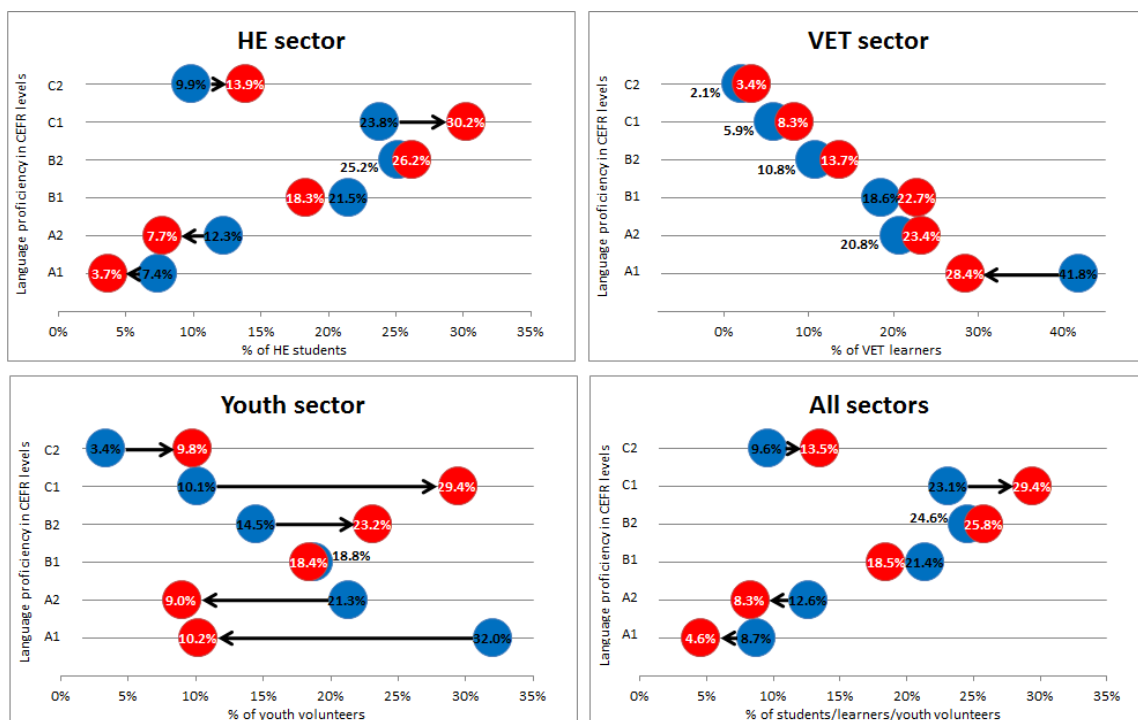 HE sector
Language proficiency in CEFR levels
C2
9.9% 13.9%
C1
23.8% 30.2%
B2
25.2% 26.2%
B1
18.3% 21.5%
A2
7.7% 12.3%
A1
3.7% 7.4%
0% 5% 10% 15% 20% 25% 30% 35%
% of HE students
VET sector
Language proficiency in CEFR levels
C2
2.1% 3.4%
C1
5.9% 8.3%
B2
10.8% 13.7%
B1
18.6% 22.7%
A2
20.8% 23.4%
A1
28.4% 41.8%
0% 10% 20% 30% 40%
% of VET learners
Youth sector
Language proficiency in CEFR levels
C2
3.4% 9.8%
C1
10.1% 29.4%
B2
14.5% 23.2%
B1
18.4% 18.8%
A2
9.0% 21.3%
A1
10.2% 32.0%
0% 5% 10% 15% 20% 25% 30% 35%
% of youth volunteers
All sectors
Language proficiency in CEFR levels
C2
9.6% 13.5%
C1
23.1% 29.4%
B2
24.6% 25.8%
B1
18.5% 21.4%
A2
8.3% 12.6%
A1
4.6% 8.7%
0% 5% 10% 15% 20% 25% 30% 35%
% of students/learners/youth volunteers